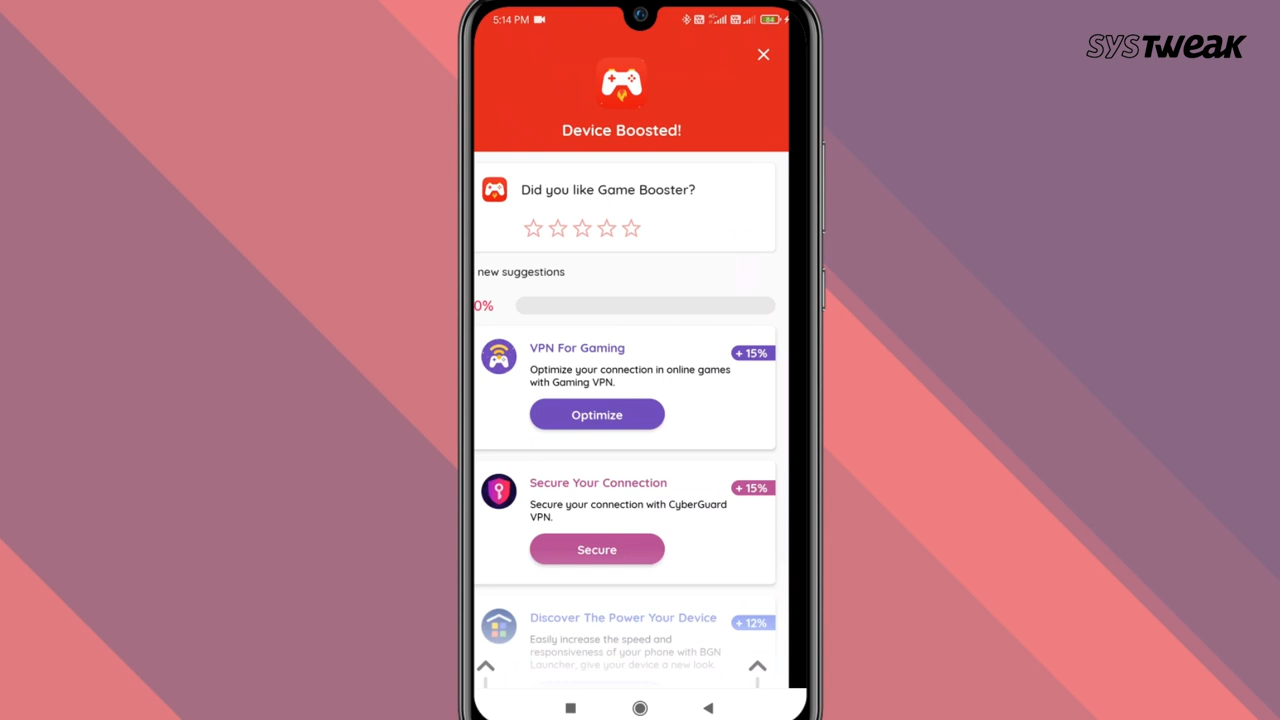 SYSTWEAK
5:14 PM
84
Device Boosted!
Did you like Game Booster?
new suggestions
0%
VPN For Gaming
+ 15%
Optimize your connection in online games
with Gaming VPN.
Optimize
Secure Your Connection
+ 15%
Secure your connection with CyberGuard
VPN.
Secure
Discover The Power Your Device
+ 12%
Easily increase the speed and
responsiveness of your phone with BGN
Launcher, give your device a new look.